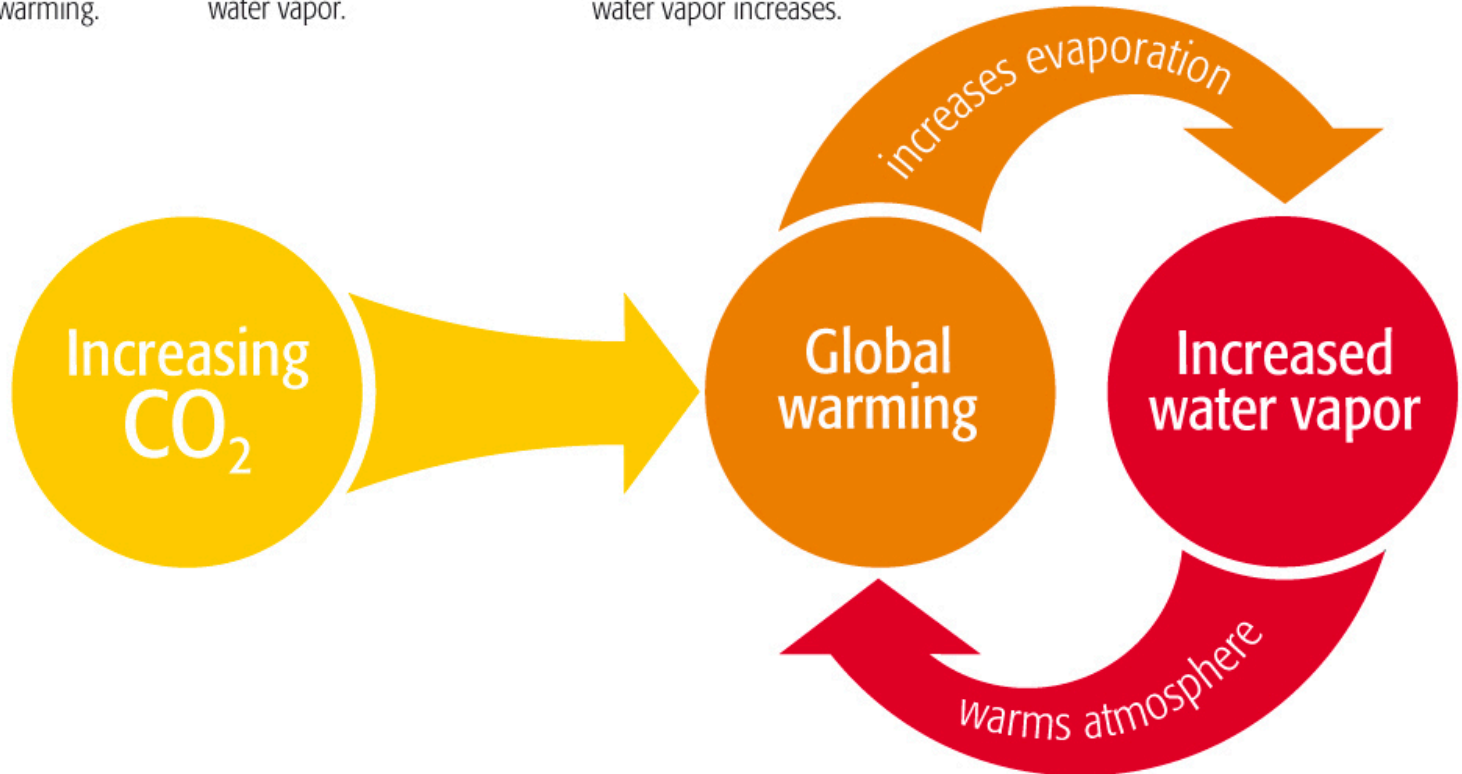 warming.
water vapor.
water vapor increases.
increases evaporation
Increasing
CO₂
Global
warming
Increased
water vapor
warms atmosphere